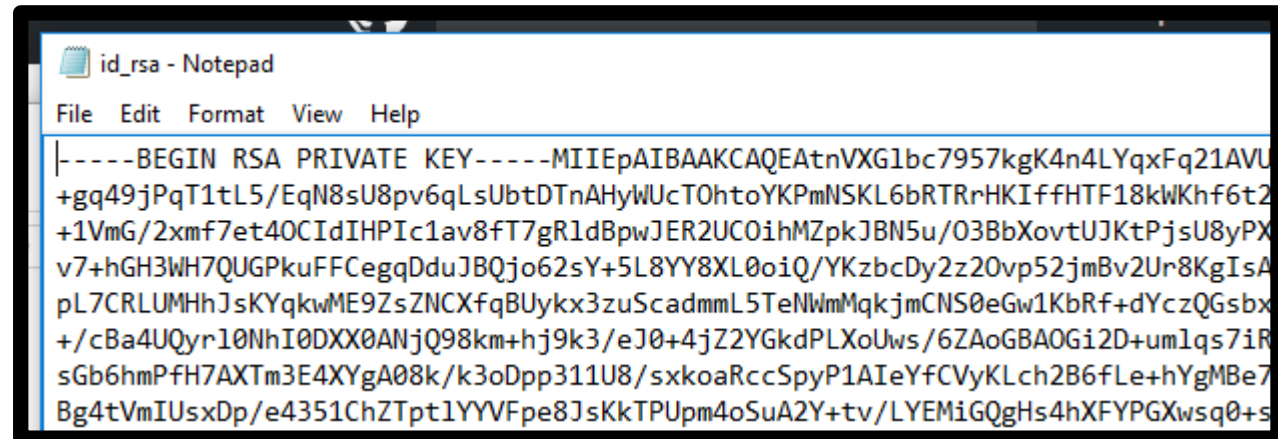 id_rsa - Notepad
File Edit Format View Help
-----BEGIN RSA PRIVATE KEY-----MIIEpAIBAAKCAQEAtnVXGlbc7957kgK4n4LYqxFq21AVU
+gq49jPqT1tL5/EqN8sU8pv6qLsUbtDTnAHyWUcTOhtoYKPmNSKL6bRTRrHKIffHTF18kWKhf6t2
+1VmG/2xmf7et4OCIdIHPIc1av8fT7gRldBpwJER2UCOihMZpkJBN5u/O3BbXovtUJKtPjsU8yPX
v7+hGH3WH7QUGPkuFFCegqDduJBQjo62sY+5L8YY8XL0oiQ/YKzbcDy2z2Ovp52jmBv2Ur8KgIsA
pL7CRLUMHhJsKYqkwME9ZsZNCXfqBUykx3zuScadmmL5TeNWmMqkjmCNS0eGw1KbRf+dYczQGsbx
+/cBa4UQyrl0NhI0DXX0ANjQ98km+hj9k3/eJ0+4jZ2YGkdPLXoUws/6ZAoGBAOGi2D+umlqs7iR
sGb6hmPfH7AXTm3E4XYgA08k/k3oDpp311U8/sxkoaRccSpyP1AIeYfCVyKLch2B6fLe+hYgMBe7
Bg4tVmIUsxDp/e4351ChZTptlYYVFpe8JsKkTPUpm4oSuA2Y+tv/LYEMiGQgHs4hXFYPGXwsq0+s